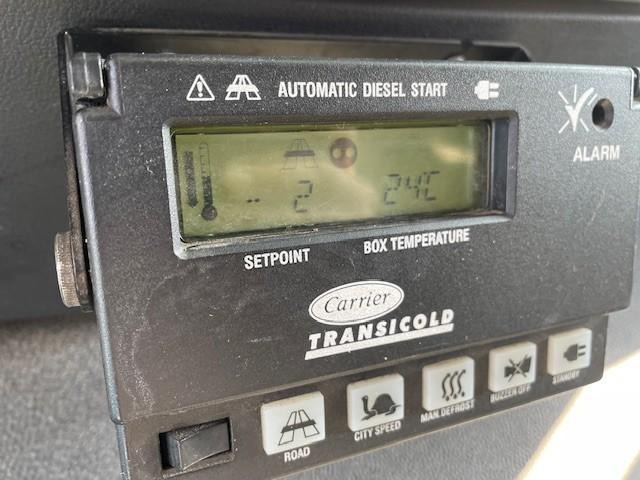 AUTOMATIC DIESEL START
ALARM
- 2 24C
SETPOINT BOX TEMPERATURE
Carrier
TRANSICOLD
ROAD CITY SPEED MAN.DEFROST BUZZER OFF STANDBY